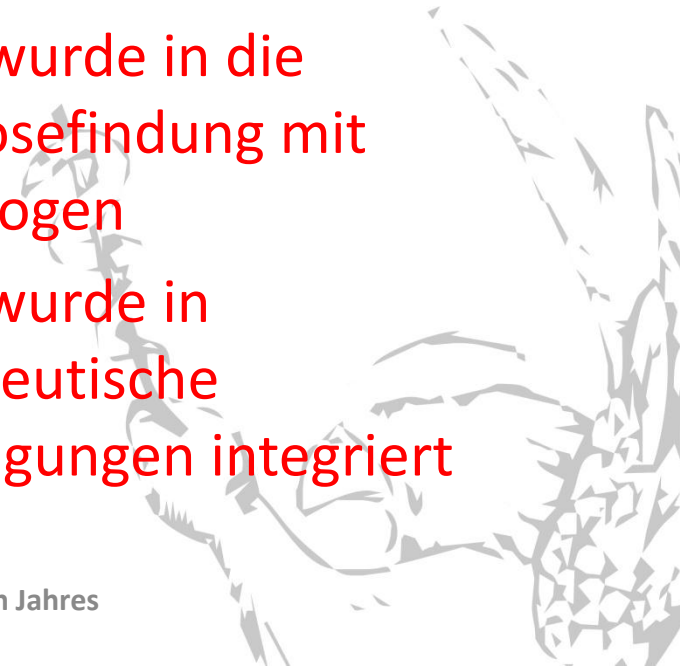 wurde in die
osefindung mit
ogen
wurde in
eutische
gungen integriert
n Jahres